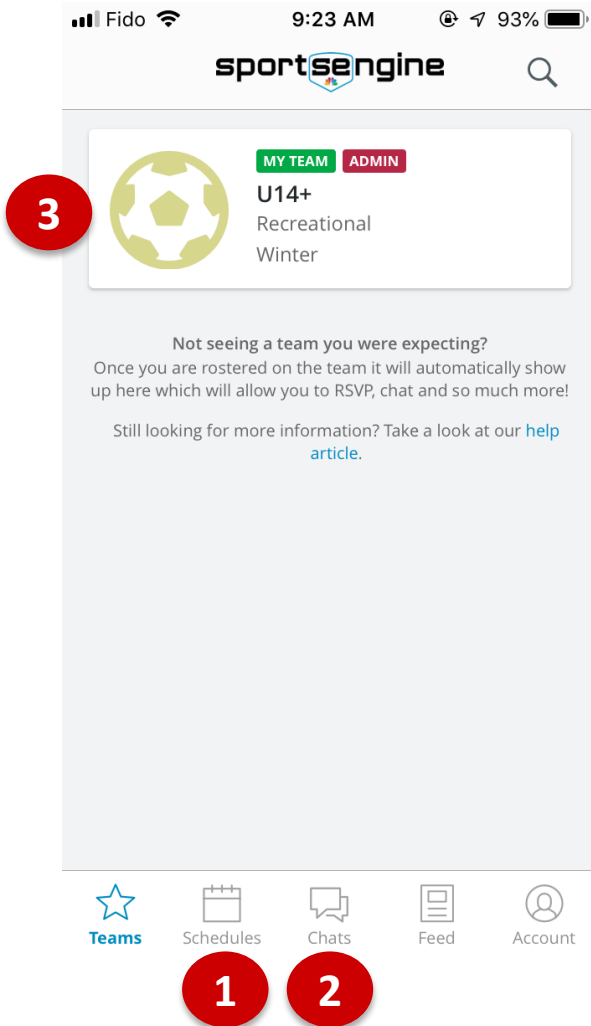 Fido 9:23 AM 93%
sportsengine
MY TEAM ADMIN
U14+
3
Recreational
Winter
Not seeing a team you were expecting?
Once you are rostered on the team it will automatically show
up here which will allow you to RSVP, chat and so much more!
Still looking for more information? Take a look at our help
article.
Teams Schedules Chats Feed Account
1 2